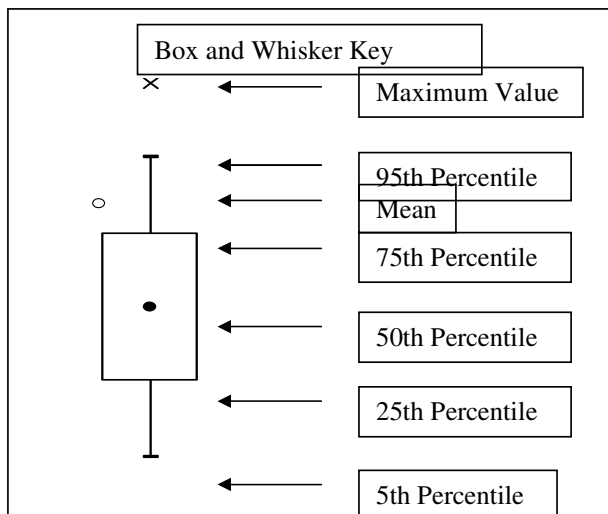 Box and Whisker Key
Maximum Value
95th Percentile
Mean
75th Percentile
50th Percentile
25th Percentile
5th Percentile